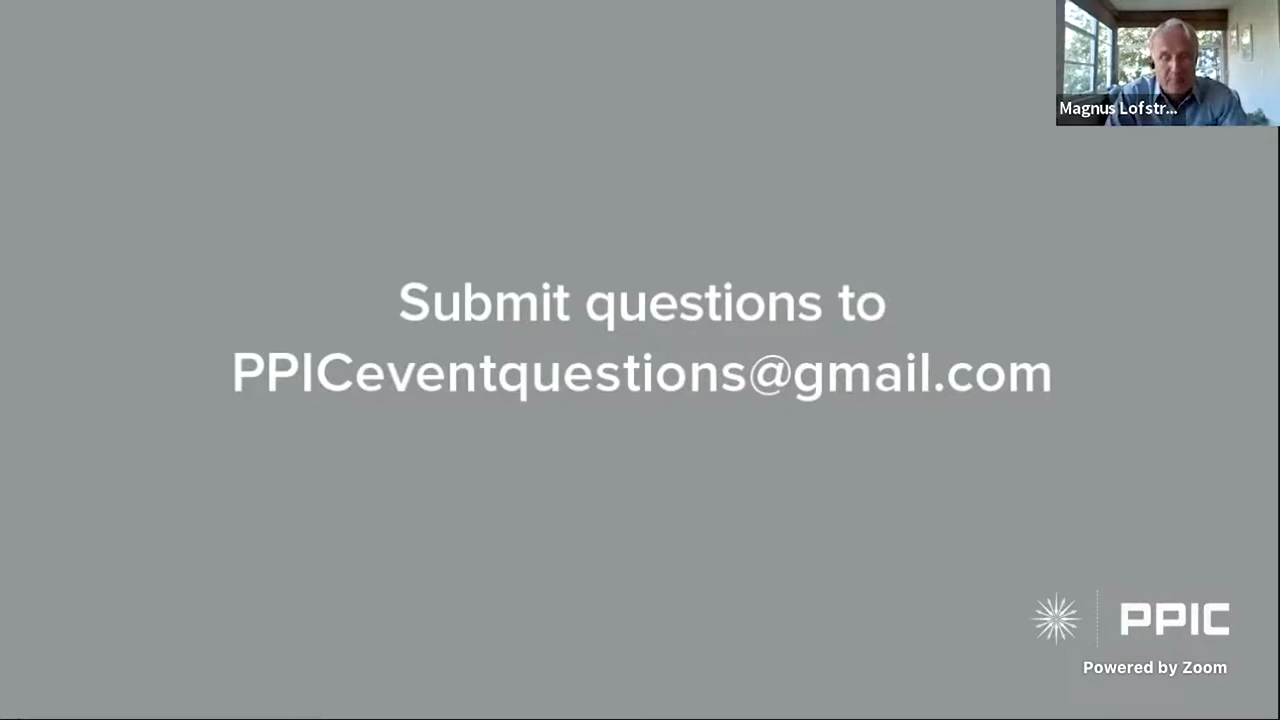 Magnus Lofstr...
Submit questions to
PPICeventquestions@gmail.com
PPIC
Powered by Zoom